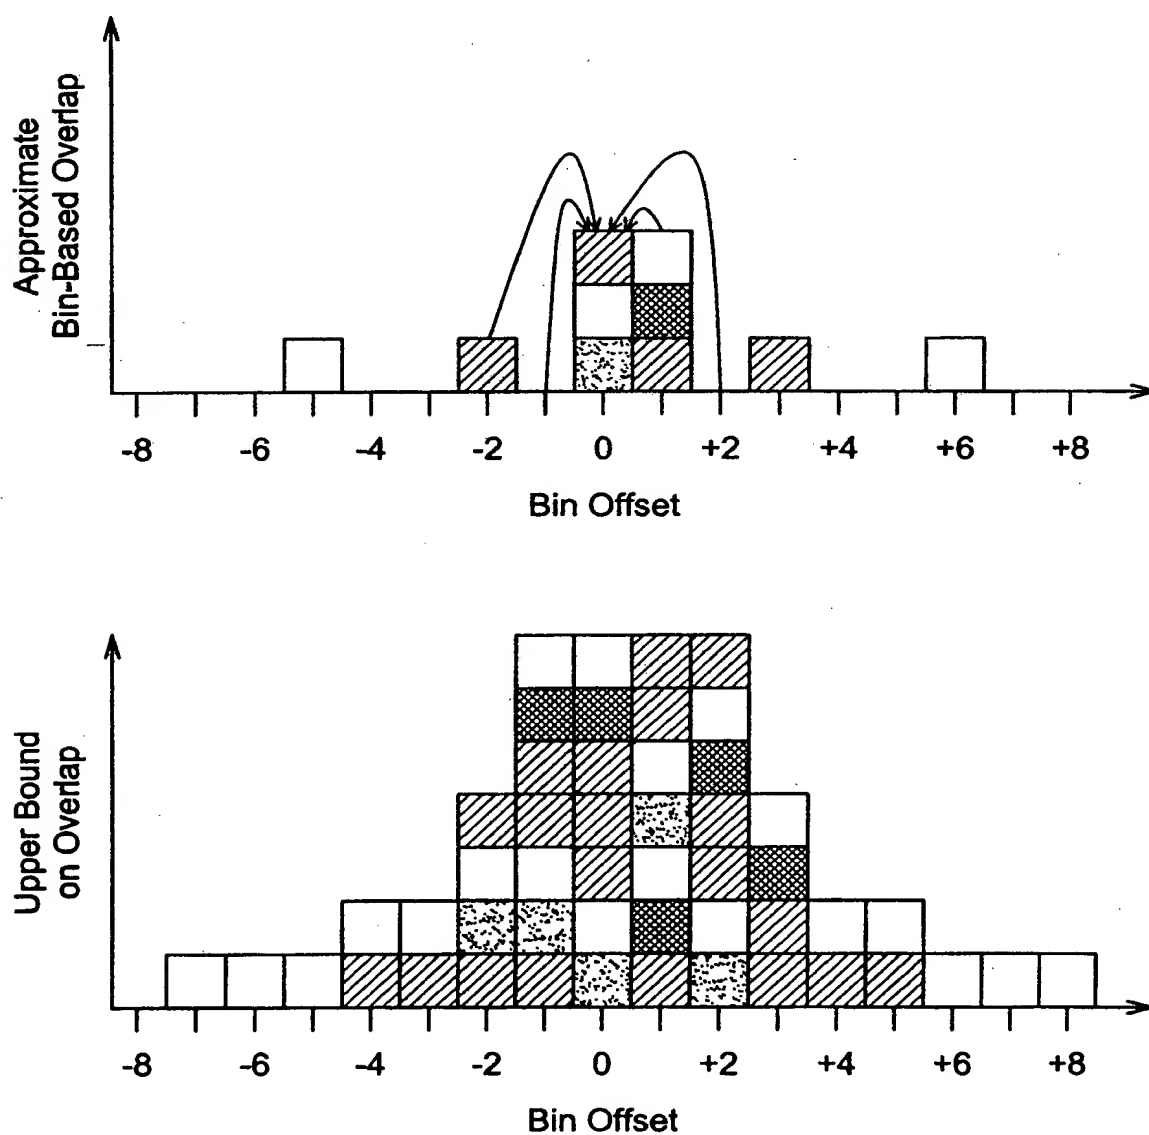 Approximate
Bin-Based Overlap
-8 -6 -4 -2 0 +2 +4 +6 +8
Bin Offset
Upper Bound
on Overlap
-8 -6 -4 -2 0 +2 +4 +6 +8
Bin Offset